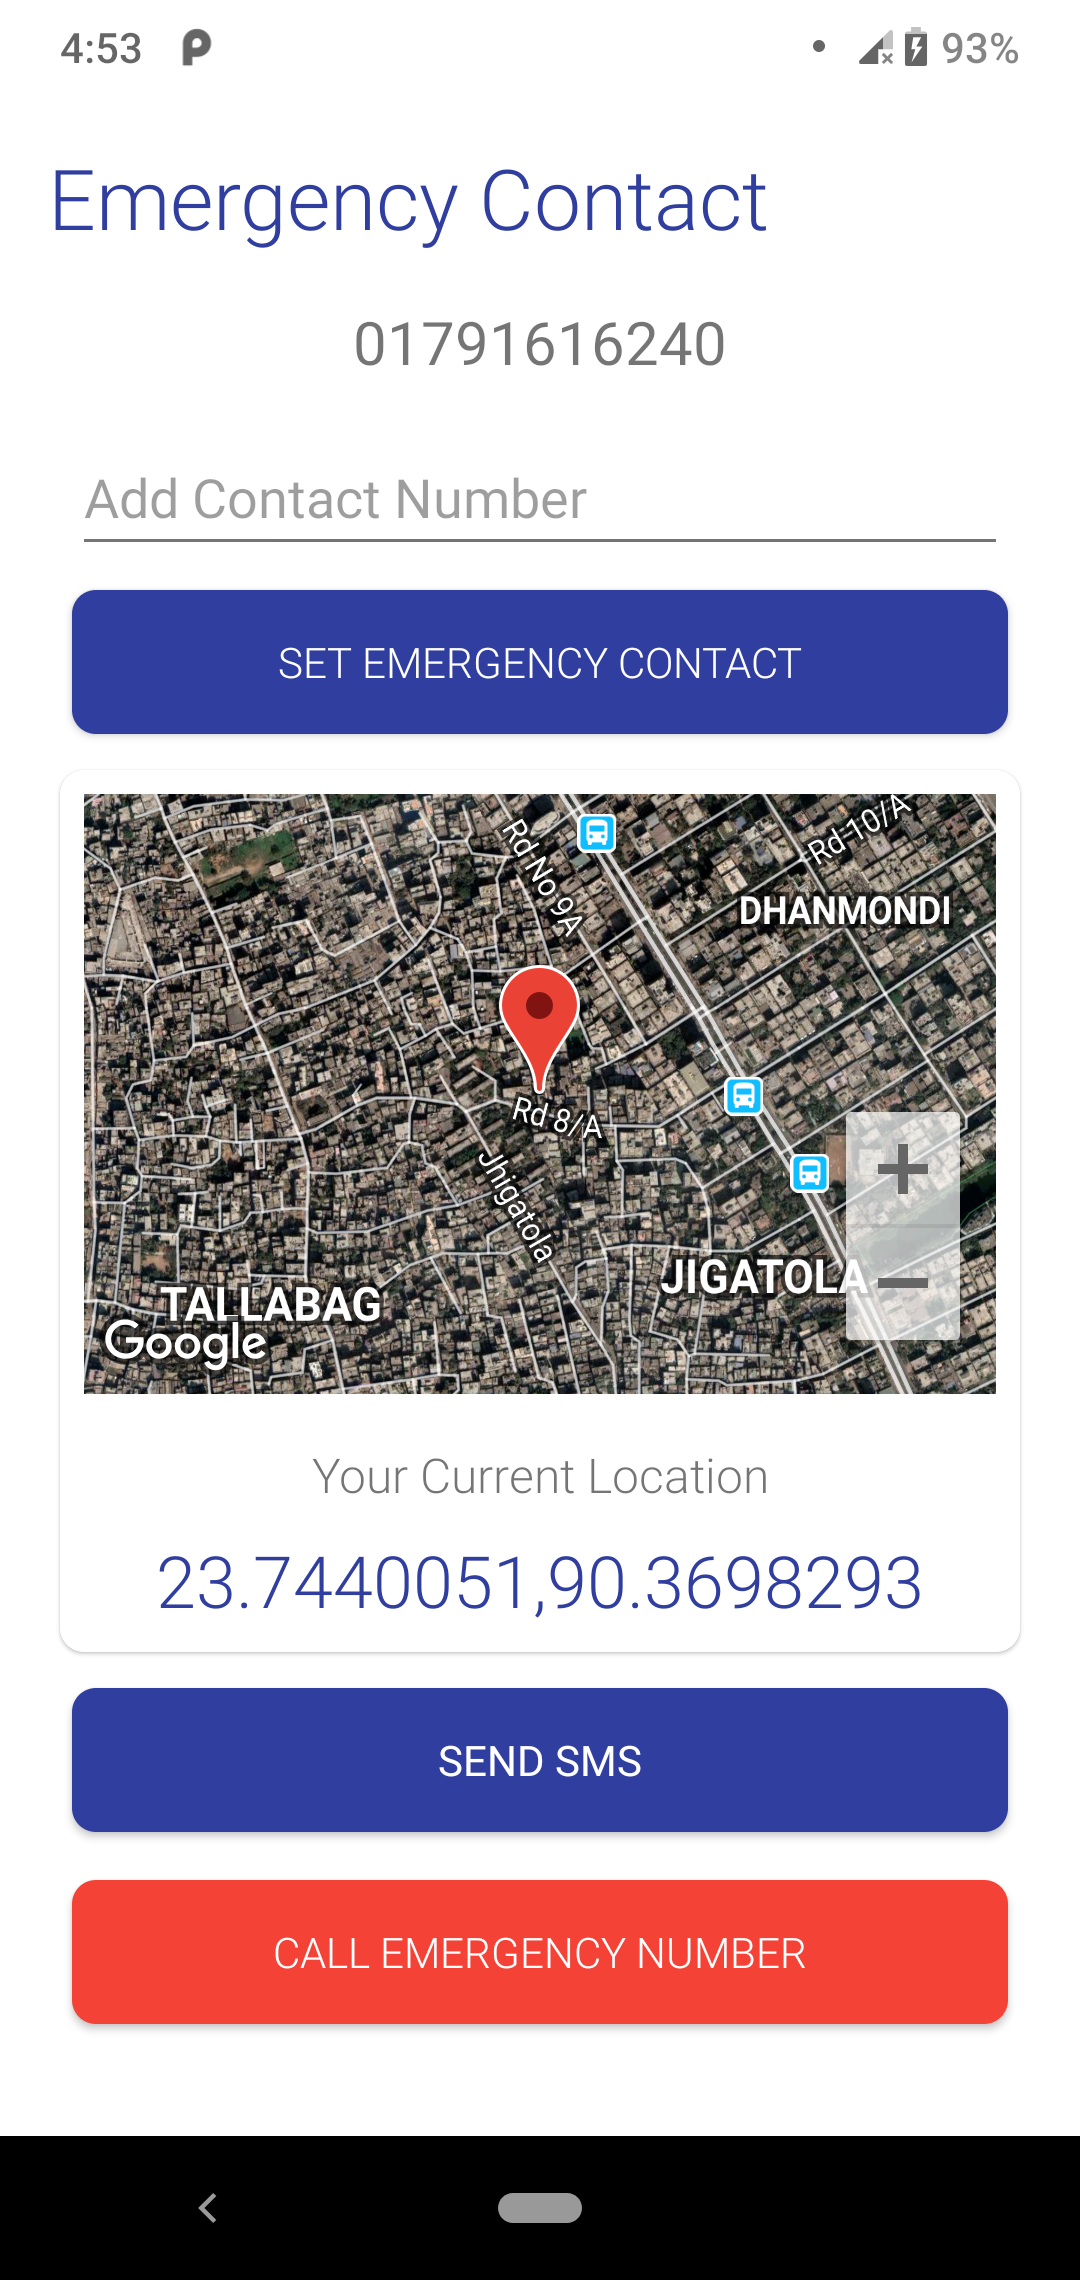 4:53
93%
Emergency Contact
01791616240
Add Contact Number
SET EMERGENCY CONTACT
Rd No 9A
Rd 10/A
DHANMONDI
Rd 8/A
Jhigatola
JIGATOLA
TALLABAG
Google
Your Current Location
23.7440051,90.3698293
SEND SMS
CALL EMERGENCY NUMBER